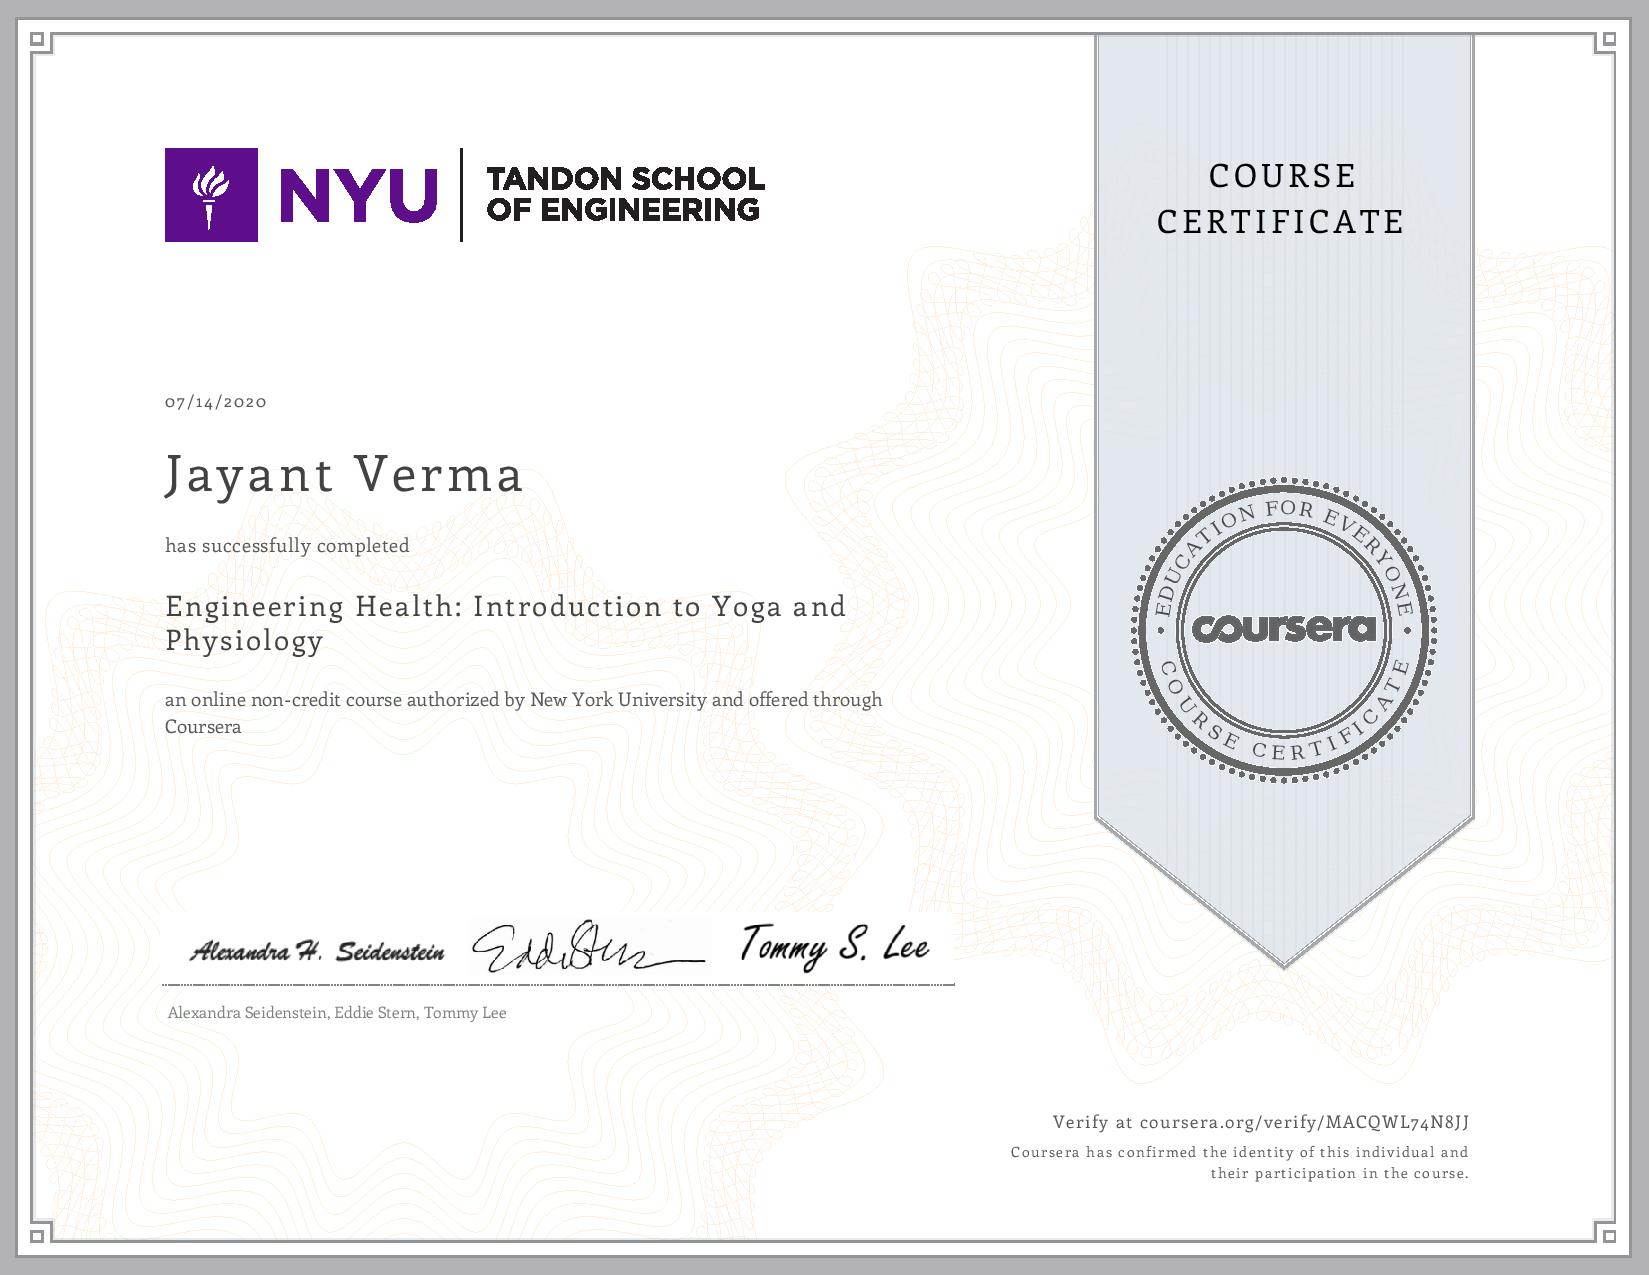 NYU
TANDON SCHOOL
OF ENGINEERING
COURSE
CERTIFICATE
07/14/2020
Jayant Verma
has successfully completed
Engineering Health: Introduction to Yoga and
Physiology
an online non-credit course authorized by New York University and offered through
Coursera
EDUCATION FOR EVERYONE
coursera
COURSE CERTIFICATE
Alexandra H. Seidenstein Eddie Stern Tommy S. Lee
Alexandra Seidenstein, Eddie Stern, Tommy Lee
Verify at coursera.org/verify/MACQWL74N8JJ
Coursera has confirmed the identity of this individual and
their participation in the course.